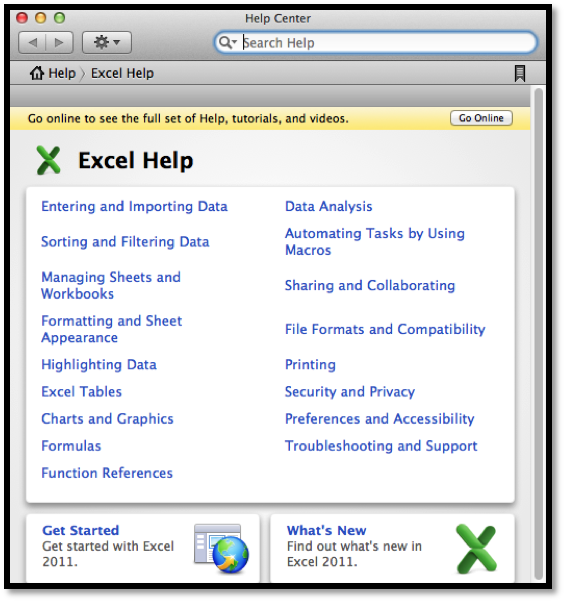 Help Center
Search Help
Help 〉 Excel Help
Go online to see the full set of Help, tutorials, and videos.
Go Online
Excel Help
Entering and Importing Data
Data Analysis
Sorting and Filtering Data
Automating Tasks by Using
Macros
Managing Sheets and
Workbooks
Sharing and Collaborating
Formatting and Sheet
Appearance
File Formats and Compatibility
Highlighting Data
Printing
Excel Tables
Security and Privacy
Charts and Graphics
Preferences and Accessibility
Formulas
Troubleshooting and Support
Function References
Get Started
Get started with Excel
2011.
What's New
Find out what's new in
Excel 2011.